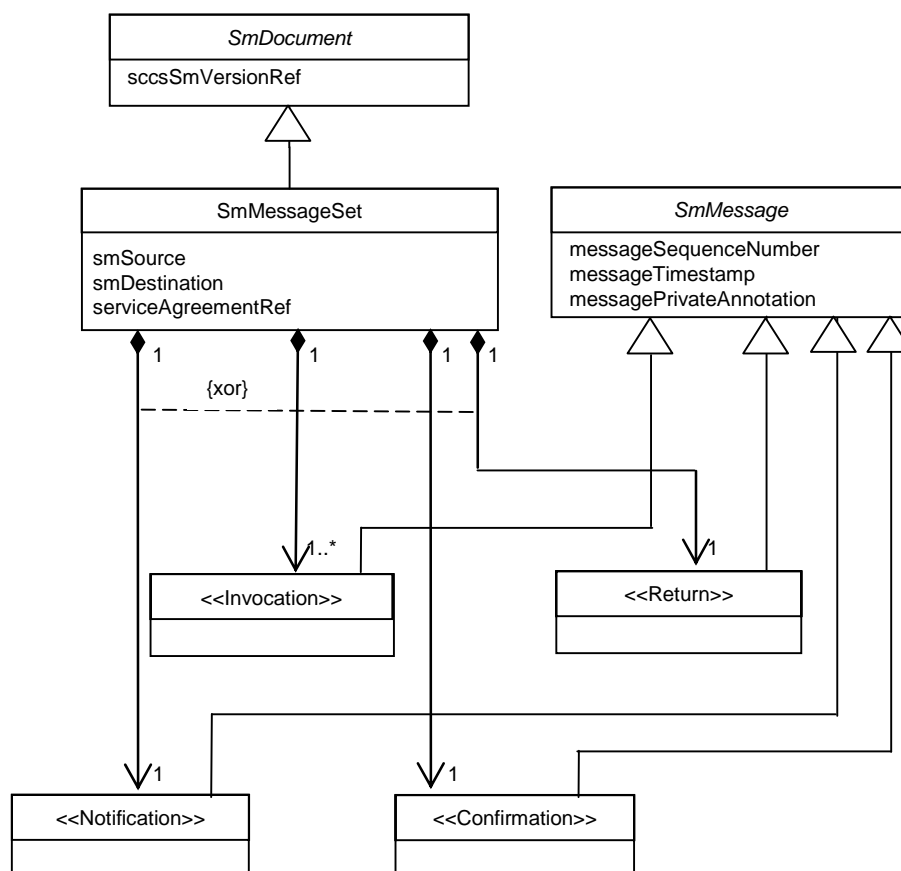 SmDocument
sccsSmVersionRef
SmMessageSet
smSource
smDestination
serviceAgreementRef
SmMessage
messageSequenceNumber
messageTimestamp
messagePrivateAnnotation
1
1
1
1
{xor}
1..*
1
<<Invocation>>
<<Return>>
1
1
<<Notification>>
<<Confirmation>>